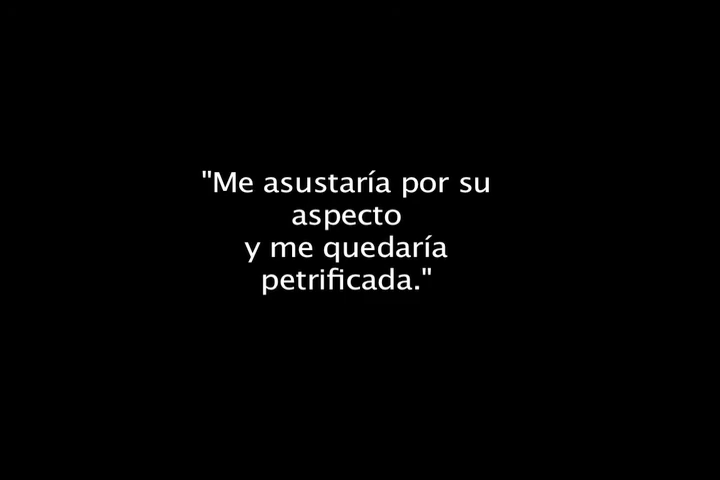 "Me asustaría por su
aspecto
y me quedaría
petrificada."